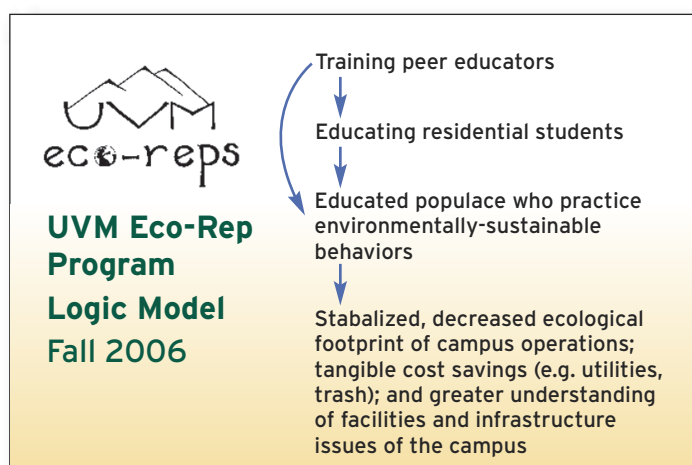 UVM
eco-reps
UVM Eco-Rep
Program
Logic Model
Fall 2006
Training peer educators
Educating residential students
Educated populace who practice
environmentally-sustainable
behaviors
Stabalized, decreased ecological
footprint of campus operations;
tangible cost savings (e.g. utilities,
trash); and greater understanding
of facilities and infrastructure
issues of the campus